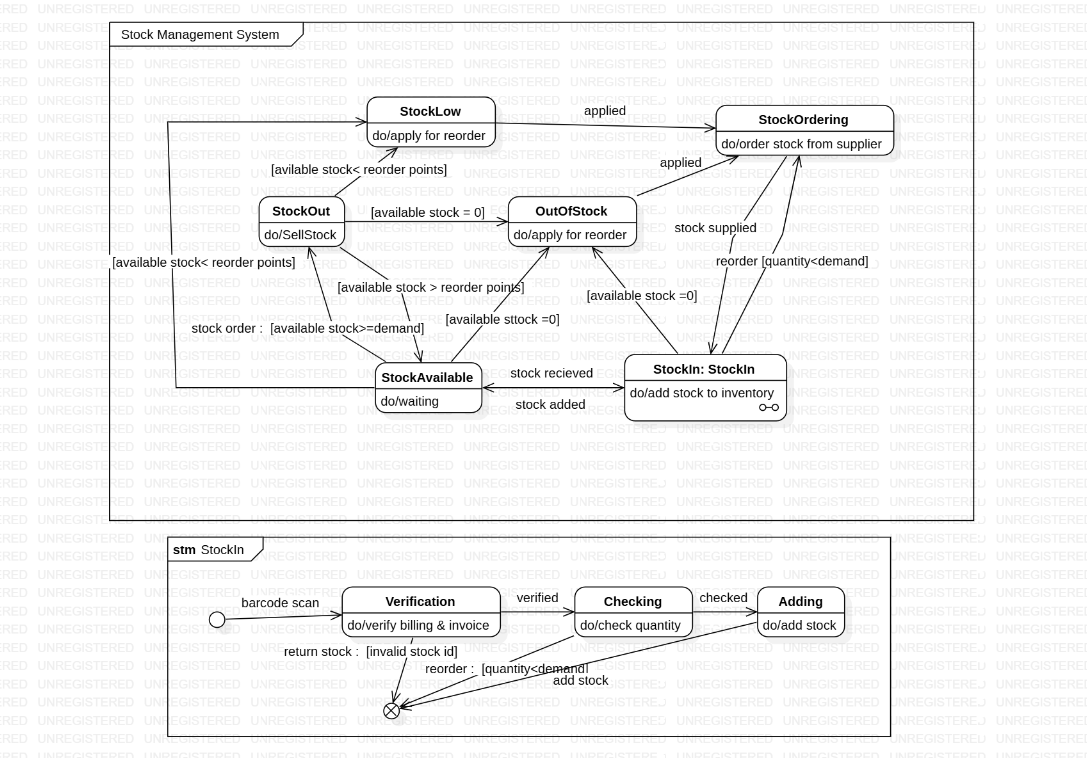 Stock Management System
StockLow
do/apply for reorder
applied
StockOrdering
do/order stock from supplier
[avilable stock< reorder points]
applied
StockOut
do/SellStock
[available stock = 0]
OutOfStock
do/apply for reorder
stock supplied
[available stock< reorder points]
reorder [quantity<demand]
[available stock > reorder points]
[available stock =0]
[available sttock =0]
stock order :  [available stock>=demand]
StockAvailable
do/waiting
stock recieved
stock added
StockIn: StockIn
do/add stock to inventory
stm StockIn
barcode scan
Verification
do/verify billing & invoice
verified
Checking
do/check quantity
checked
Adding
do/add stock
return stock :  [invalid stock id]
reorder :  [quantity<demand]
add stock
UNREGISTERED